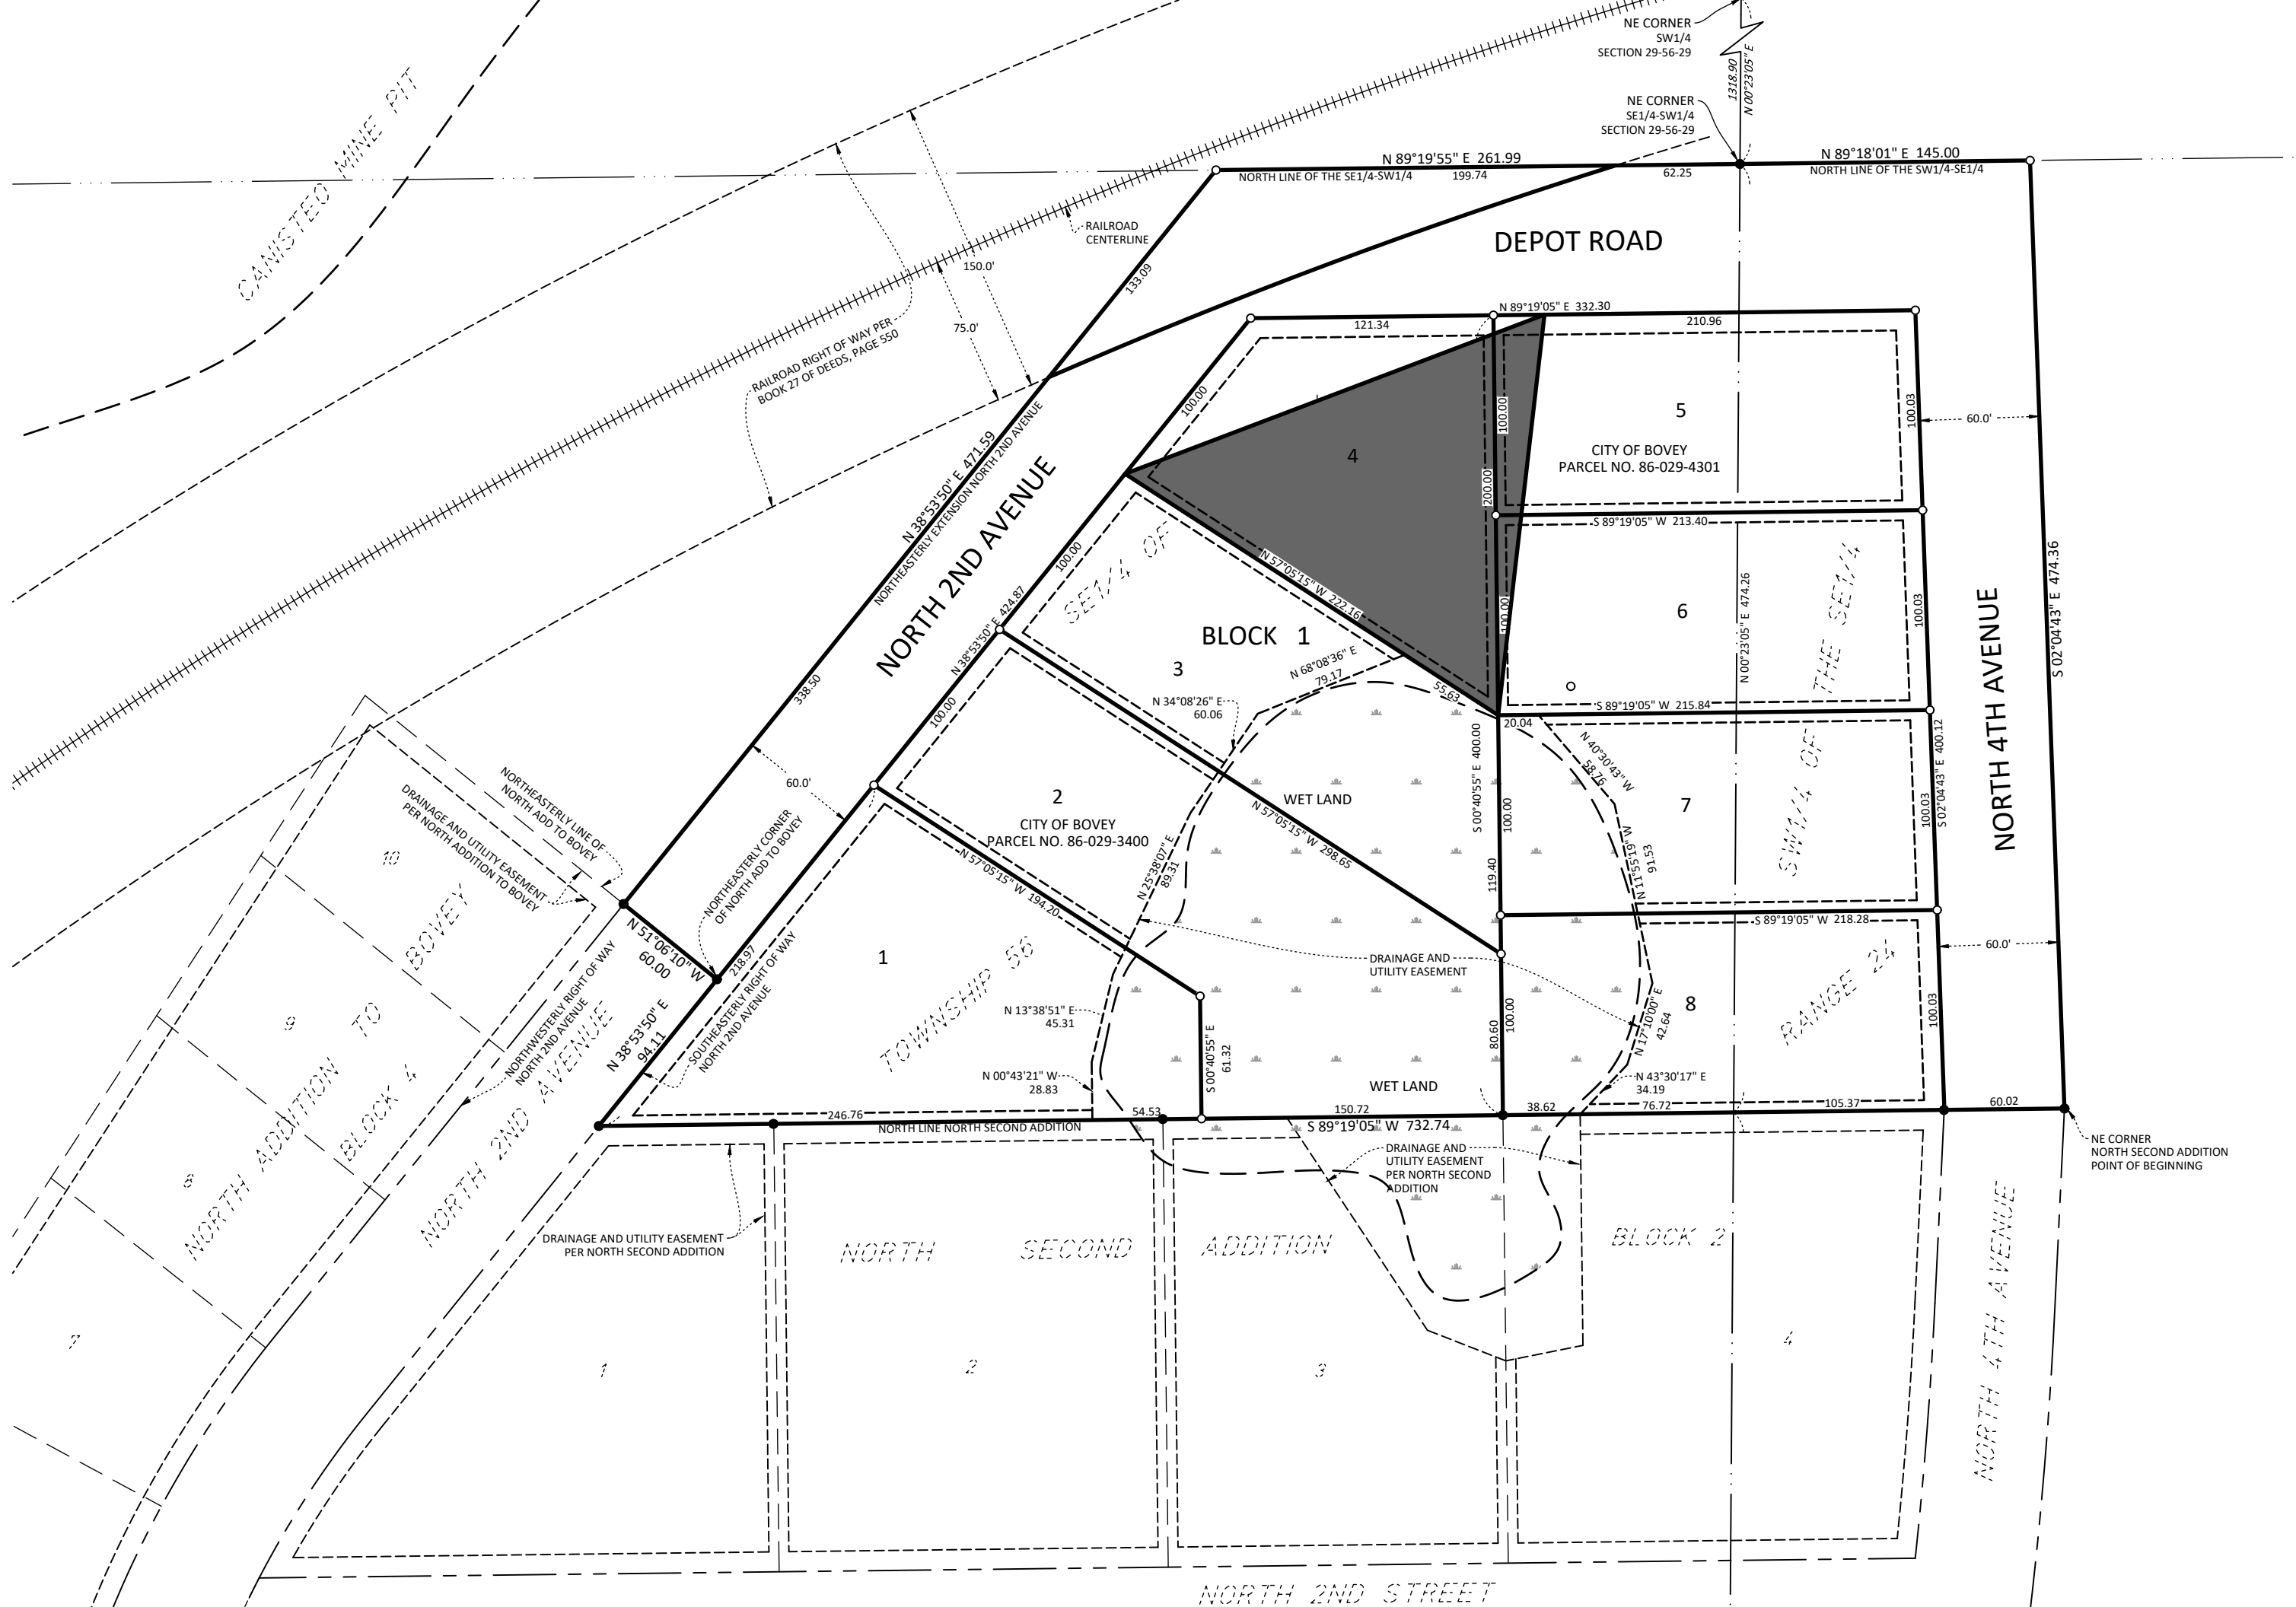 NE CORNER
SW1/4
SECTION 29-56-29
1318.90
N 00°23'05" E
NE CORNER
SE1/4-SW1/4
SECTION 29-56-29
CANISTEO MINE PIT
N 89°19'55" E 261.99
N 89°18'01" E 145.00
NORTH LINE OF THE SE1/4-SW1/4
199.74
62.25
NORTH LINE OF THE SW1/4-SE1/4
RAILROAD
CENTERLINE
DEPOT ROAD
150.0'
133.09
75.0'
RAILROAD RIGHT OF WAY PER
BOOK 27 OF DEEDS, PAGE 550
N 89°19'05" E 332.30
121.34
210.96
100.00
100.00
200.00
4
5
CITY OF BOVEY
PARCEL NO. 86-029-4301
100.03
60.0'
N 38°53'50" E 471.59
NORTHEASTERLY EXTENSION NORTH 2ND AVENUE
NORTH 2ND AVENUE
100.00
SE1/4 OF
S 89°19'05" W 213.40
N 57°05'15" W 222.16
100.00
6
N 00°23'05" E 474.26
THE SE1/4
100.03
S 02°04'43" E 474.36
NORTH 4TH AVENUE
BLOCK 1
3
N 38°53'50" E 424.87
338.50
N 68°08'36" E
79.17
N 34°08'26" E
60.06
55.63
S 89°19'05" W 215.84
20.04
100.00
S 00°40'55" E 400.00
N 40°30'43" W
58.76
SW1/4 OF
S 02°04'43" E 400.12
100.03
60.0'
2
CITY OF BOVEY
PARCEL NO. 86-029-3400
WET LAND
N 57°05'15" W 298.65
100.00
119.40
7
N 11°55'19" W
91.53
NORTHEASTERLY LINE OF
NORTH ADD TO BOVEY
DRAINAGE AND UTILITY EASEMENT
PER NORTH ADDITION TO BOVEY
NORTHEASTERLY CORNER
OF NORTH ADD TO BOVEY
N 57°05'15" W 194.20
N 25°38'07" E
89.31
10
BOVEY
S 89°19'05" W 218.28
N 51°06'10" W
60.00
218.97
1
TOWNSHIP 56
DRAINAGE AND
UTILITY EASEMENT
RANGE 24
60.0'
SOUTHEASTERLY RIGHT OF WAY
NORTH 2ND AVENUE
NORTHWESTERLY RIGHT OF WAY
NORTH 2ND AVENUE
N 38°53'50" E
94.11
N 13°38'51" E
45.31
8
N 17°10'00" E
42.64
100.03
100.00
80.60
9
TO
NORTH 2ND AVENUE
S 00°40'55" E
61.32
N 00°43'21" W
28.83
WET LAND
N 43°30'17" E
34.19
246.76
54.53
150.72
38.62
76.72
105.37
60.02
NORTH LINE NORTH SECOND ADDITION
S 89°19'05" W 732.74
NE CORNER
NORTH SECOND ADDITION
POINT OF BEGINNING
DRAINAGE AND
UTILITY EASEMENT
PER NORTH SECOND
ADDITION
BLOCK 4
NORTH ADDITION
8
DRAINAGE AND UTILITY EASEMENT
PER NORTH SECOND ADDITION
NORTH SECOND ADDITION
BLOCK 2
7
1
2
3
4
NORTH 4TH AVENUE
NORTH 2ND STREET